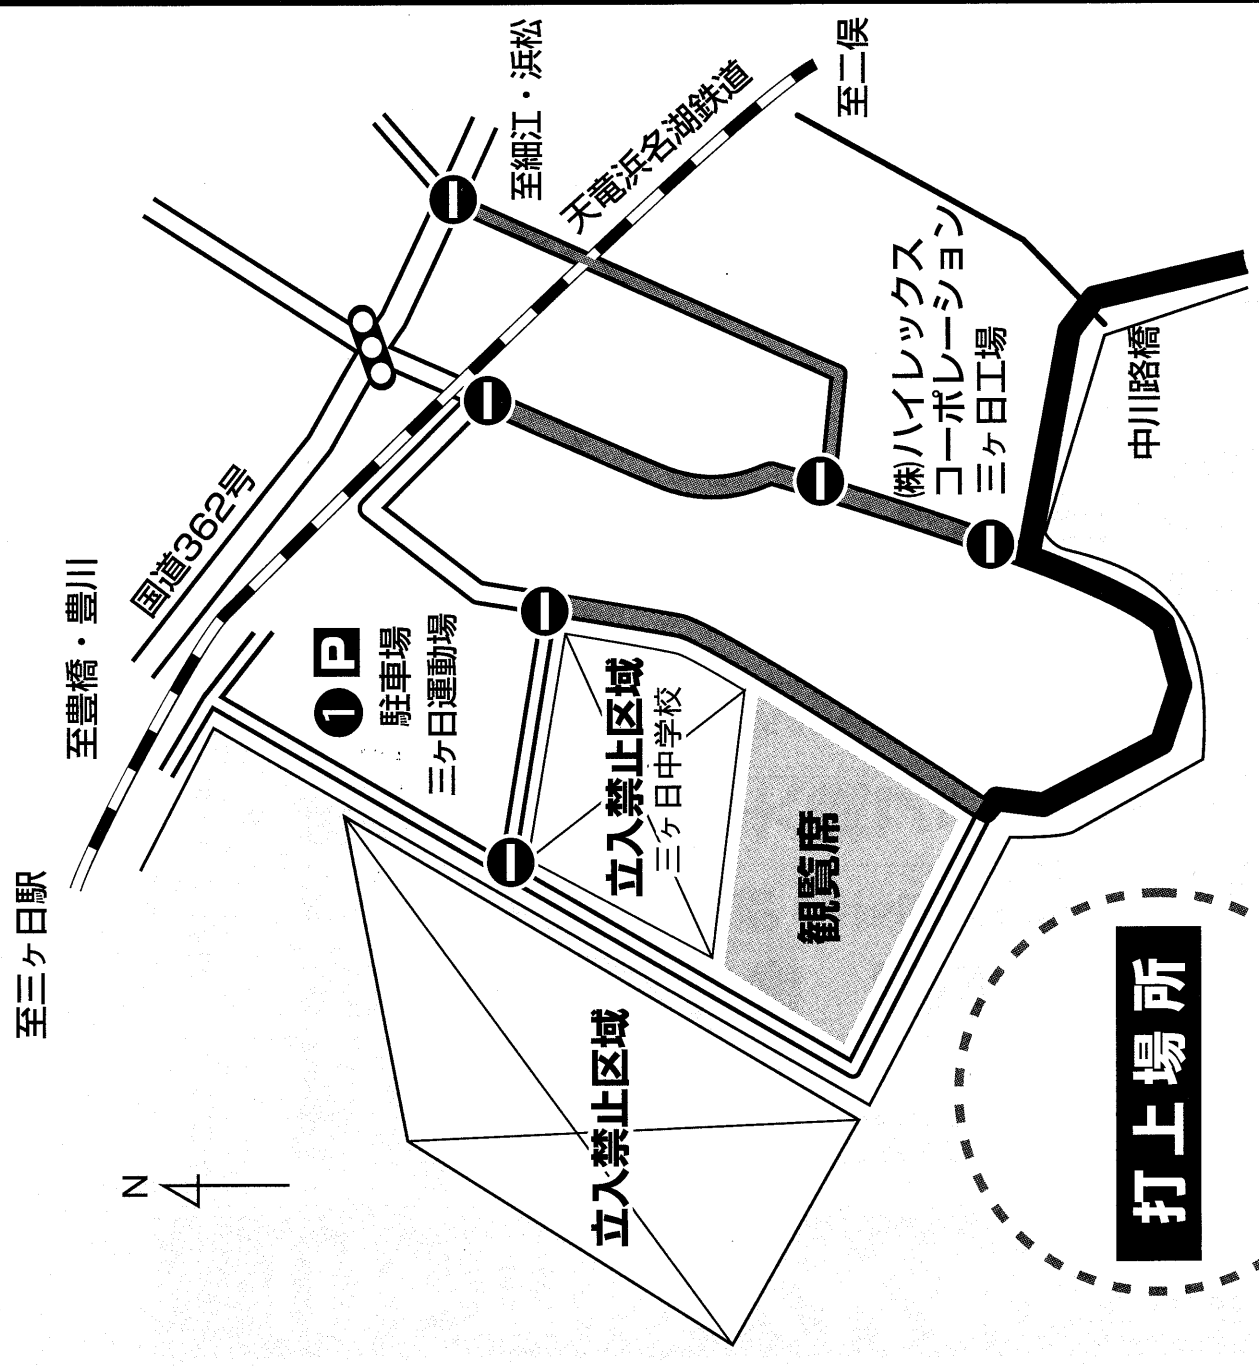 至三ヶ日駅
至豊橋・豊川
国道362号
至細江・浜松
天竜浜名湖鉄道
至二俣
N
1 P
駐車場
三ヶ日運動場
立入禁止区域
三ヶ日中学校
観覧席
立入禁止区域
㈱ハイレックス
コーポレーション
三ヶ日工場
中川路橋
打上場所